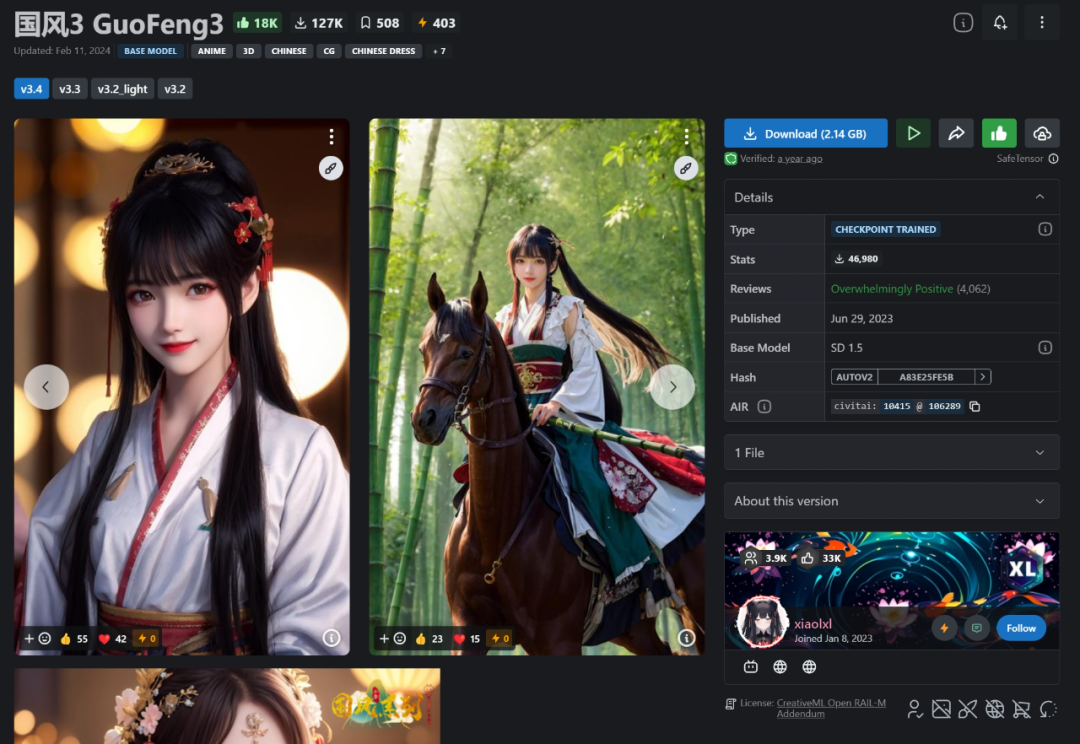 国风3 GuoFeng3 18K 127K 508 403
Updated: Feb 11, 2024 BASE MODEL ANIME 3D CHINESE CG CHINESE DRESS + 7
v3.4 v3.3 v3.2_light v3.2
Download (2.14 GB)
Verified: a year ago SafeTensor
Details
Type CHECKPOINT TRAINED
Stats 46,980
Reviews Overwhelmingly Positive (4,062)
Published Jun 29, 2023
Base Model SD 1.5
Hash AUTOV2 A83E25FE5B
AIR civitai: 10415 @ 106289
1 File
About this version
3.9K 33K
XL
xiaolxl
Joined Jan 8, 2023
Follow
55 42 0
23 15 0
国风系列
License: CreativeML Open RAIL-M
Addendum